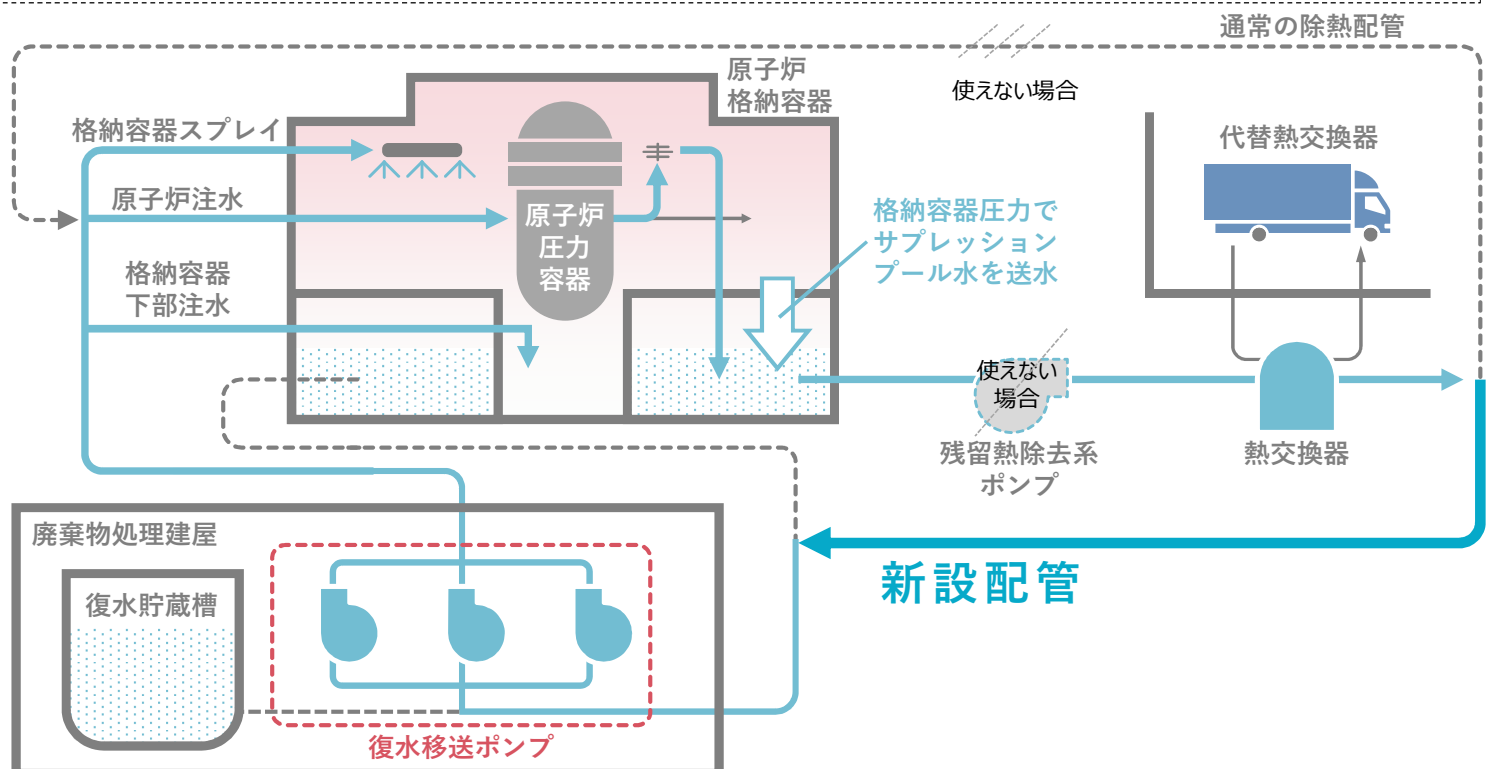 通常の除熱配管
使えない場合
原子炉
格納容器
代替熱交換器
格納容器スプレイ
原子炉注水
格納容器
下部注水
原子炉
圧力
容器
格納容器圧力で
サプレッション
プール水を送水
使えない
場合
残留熱除去系
ポンプ
熱交換器
新設配管
廃棄物処理建屋
復水貯蔵槽
復水移送ポンプ